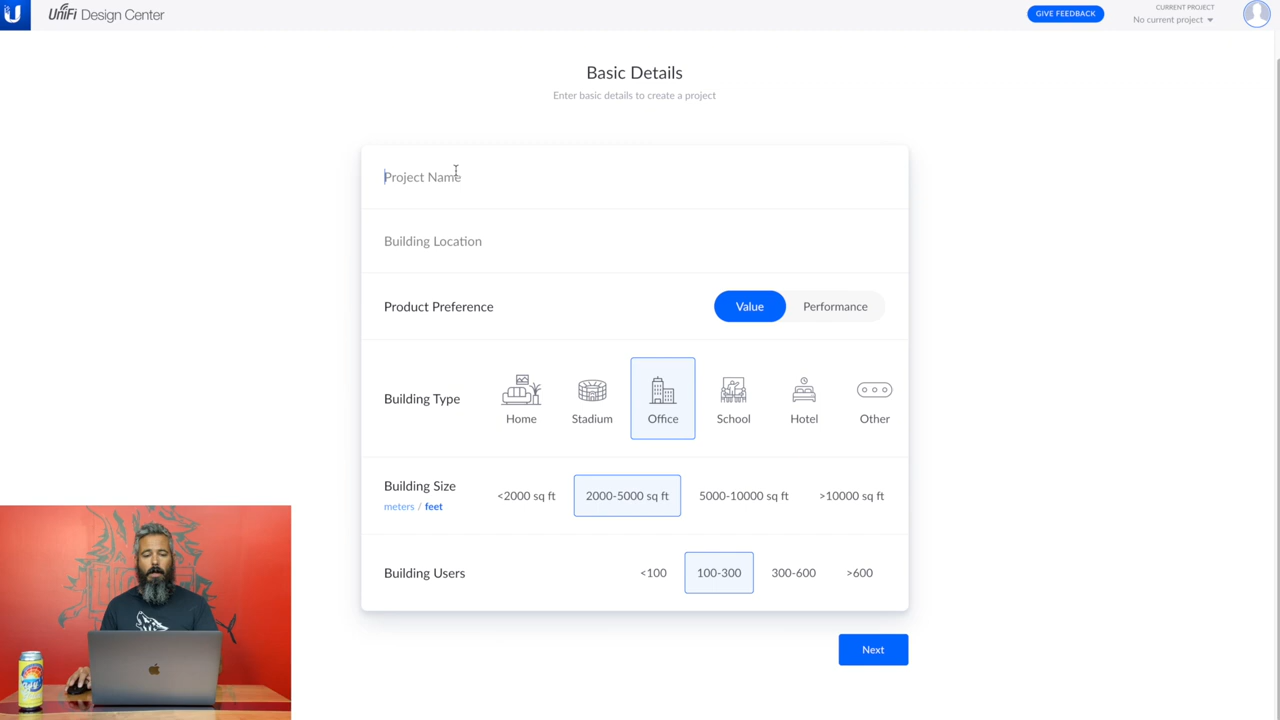 UniFi Design Center
GIVE FEEDBACK
CURRENT PROJECT
No current project
Basic Details
Enter basic details to create a project
Project Name
Building Location
Product Preference
Value
Performance
Building Type
Home
Stadium
Office
School
Hotel
Other
Building Size
meters / feet
<2000 sq ft
2000-5000 sq ft
5000-10000 sq ft
>10000 sq ft
Building Users
<100
100-300
300-600
>600
Next